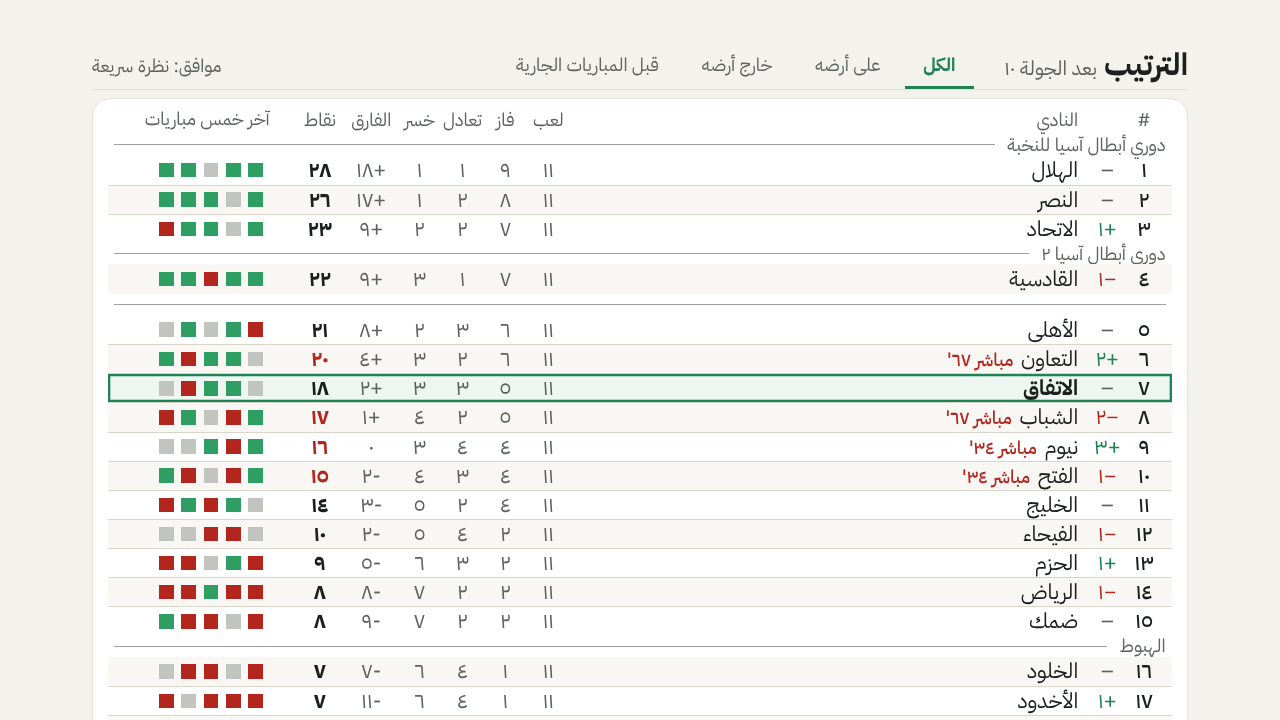 الترتيب بعد الجولة ١٠ الكل على أرضه خارج أرضه قبل المباريات الجارية موافق: نظرة سريعة
# النادي لعب فاز تعادل خسر الفارق نقاط آخر خمس مباريات
دوري أبطال آسيا للنخبة
١ – الهلال ١١ ٩ ١ ١ +١٨ ٢٨
٢ – النصر ١١ ٨ ٢ ١ +١٧ ٢٦
٣ +١ الاتحاد ١١ ٧ ٢ ٢ +٩ ٢٣
دوري أبطال آسيا ٢
٤ –١ القادسية ١١ ٧ ١ ٣ +٩ ٢٢
٥ – الأهلي ١١ ٦ ٣ ٢ +٨ ٢١
٦ +٢ التعاون مباشر ٦٧' ١١ ٦ ٢ ٣ +٤ ٢٠
٧ – الاتفاق ١١ ٥ ٣ ٣ +٢ ١٨
٨ –٢ الشباب مباشر ٦٧' ١١ ٥ ٢ ٤ +١ ١٧
٩ +٣ نيوم مباشر ٣٤' ١١ ٤ ٤ ٣ ٠ ١٦
١٠ –١ الفتح مباشر ٣٤' ١١ ٤ ٣ ٤ -٢ ١٥
١١ – الخليج ١١ ٤ ٢ ٥ -٣ ١٤
١٢ –١ الفيحاء ١١ ٢ ٤ ٥ -٢ ١٠
١٣ +١ الحزم ١١ ٢ ٣ ٦ -٥ ٩
١٤ –١ الرياض ١١ ٢ ٢ ٧ -٨ ٨
١٥ – ضمك ١١ ٢ ٢ ٧ -٩ ٨
الهبوط
١٦ – الخلود ١١ ١ ٤ ٦ -٧ ٧
١٧ +١ الأخدود ١١ ١ ٤ ٦ -١١ ٧